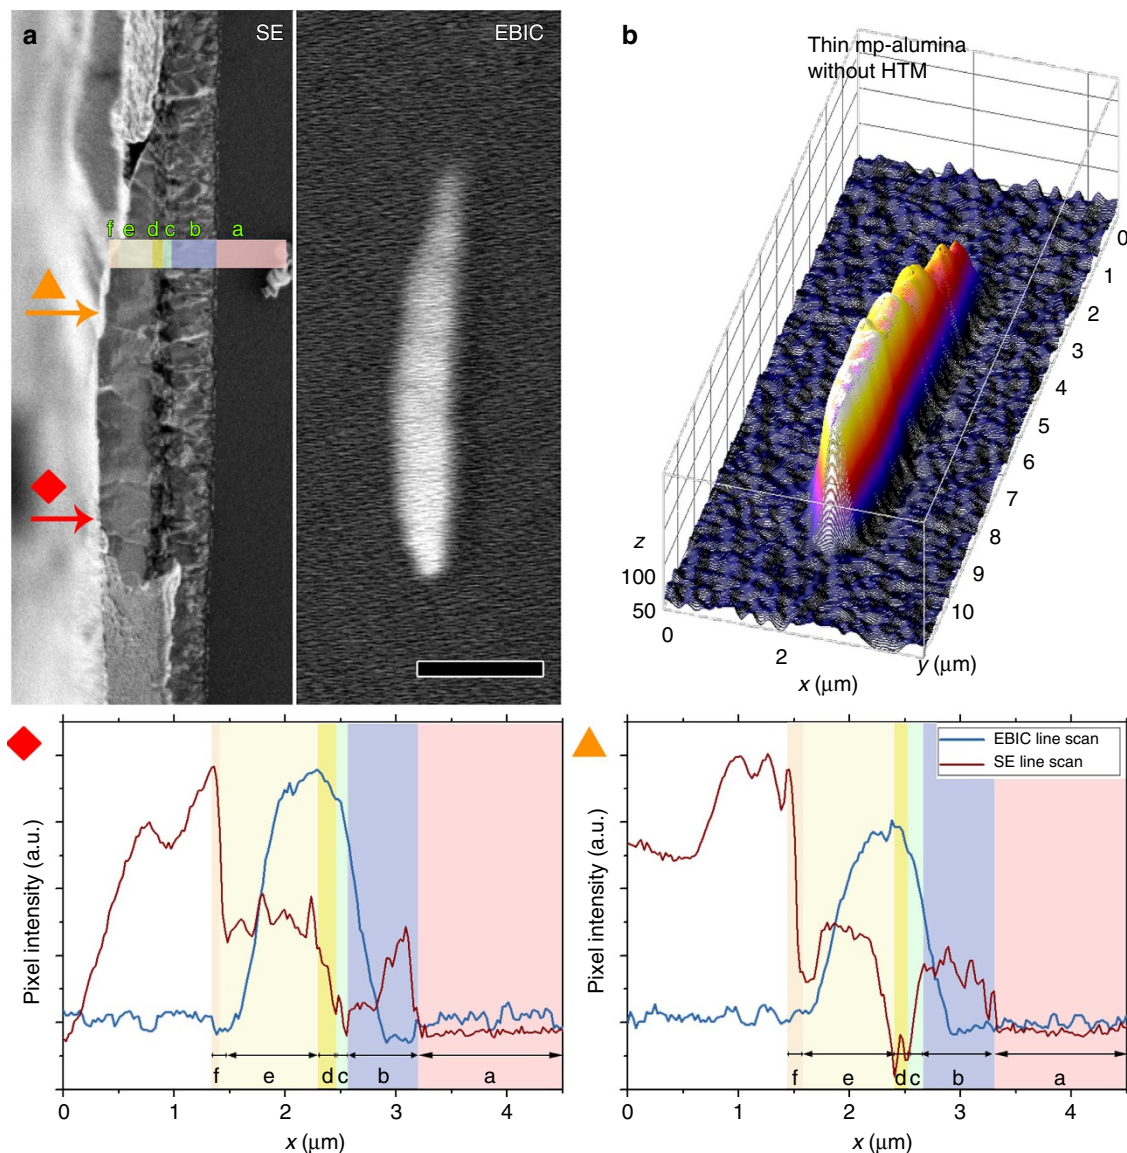 a
SE
EBIC
f e d c b a
b
Thin mp-alumina
without HTM
0
1
2
3
4
5
6
7
8
9
10
z
100
50
0
2
x (μm)
y (μm)
Pixel intensity (a.u.)
f e d c b a
0 1 2 3 4
x (μm)
EBIC line scan
SE line scan
Pixel intensity (a.u.)
f e d c b a
0 1 2 3 4
x (μm)